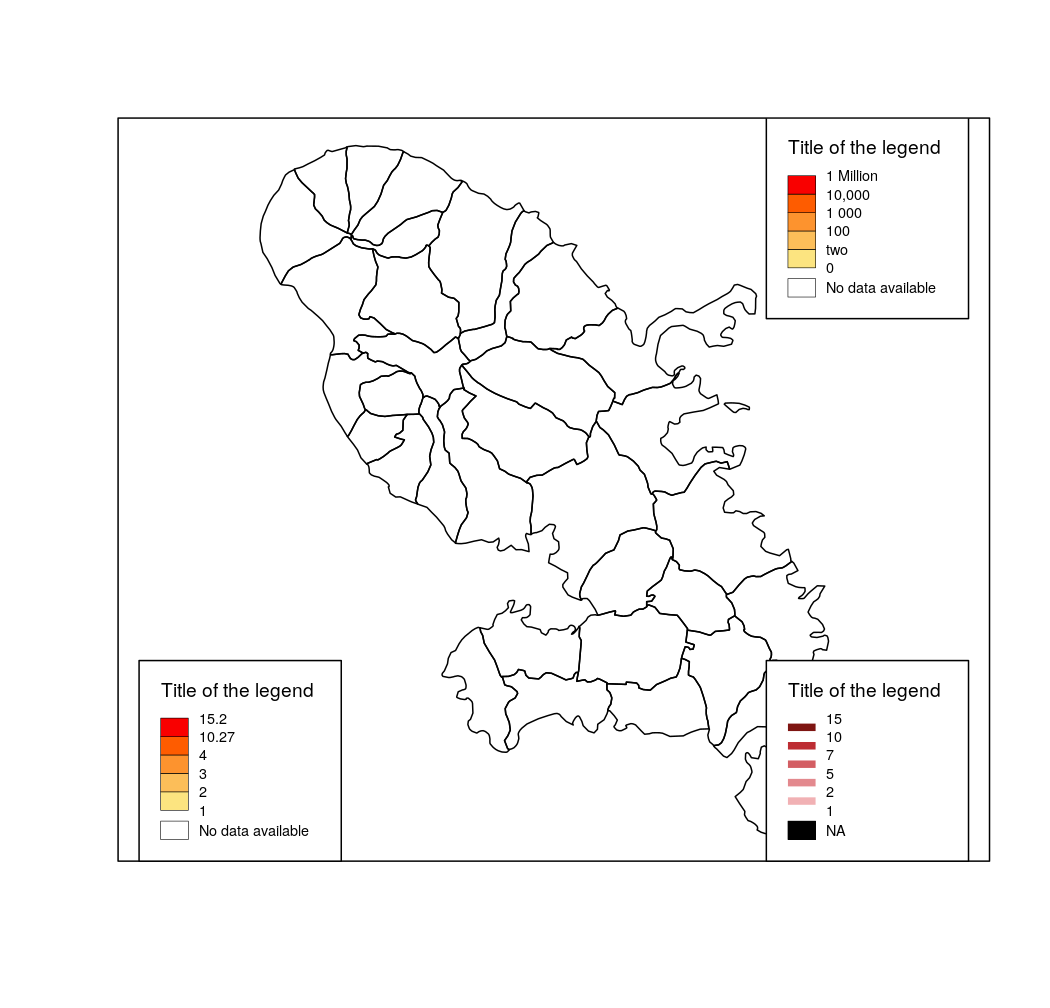 Title of the legend
1 Million
10,000
1 000
100
two
0
No data available
Title of the legend
15.2
10.27
4
3
2
1
No data available
Title of the legend
15
10
7
5
2
1
NA